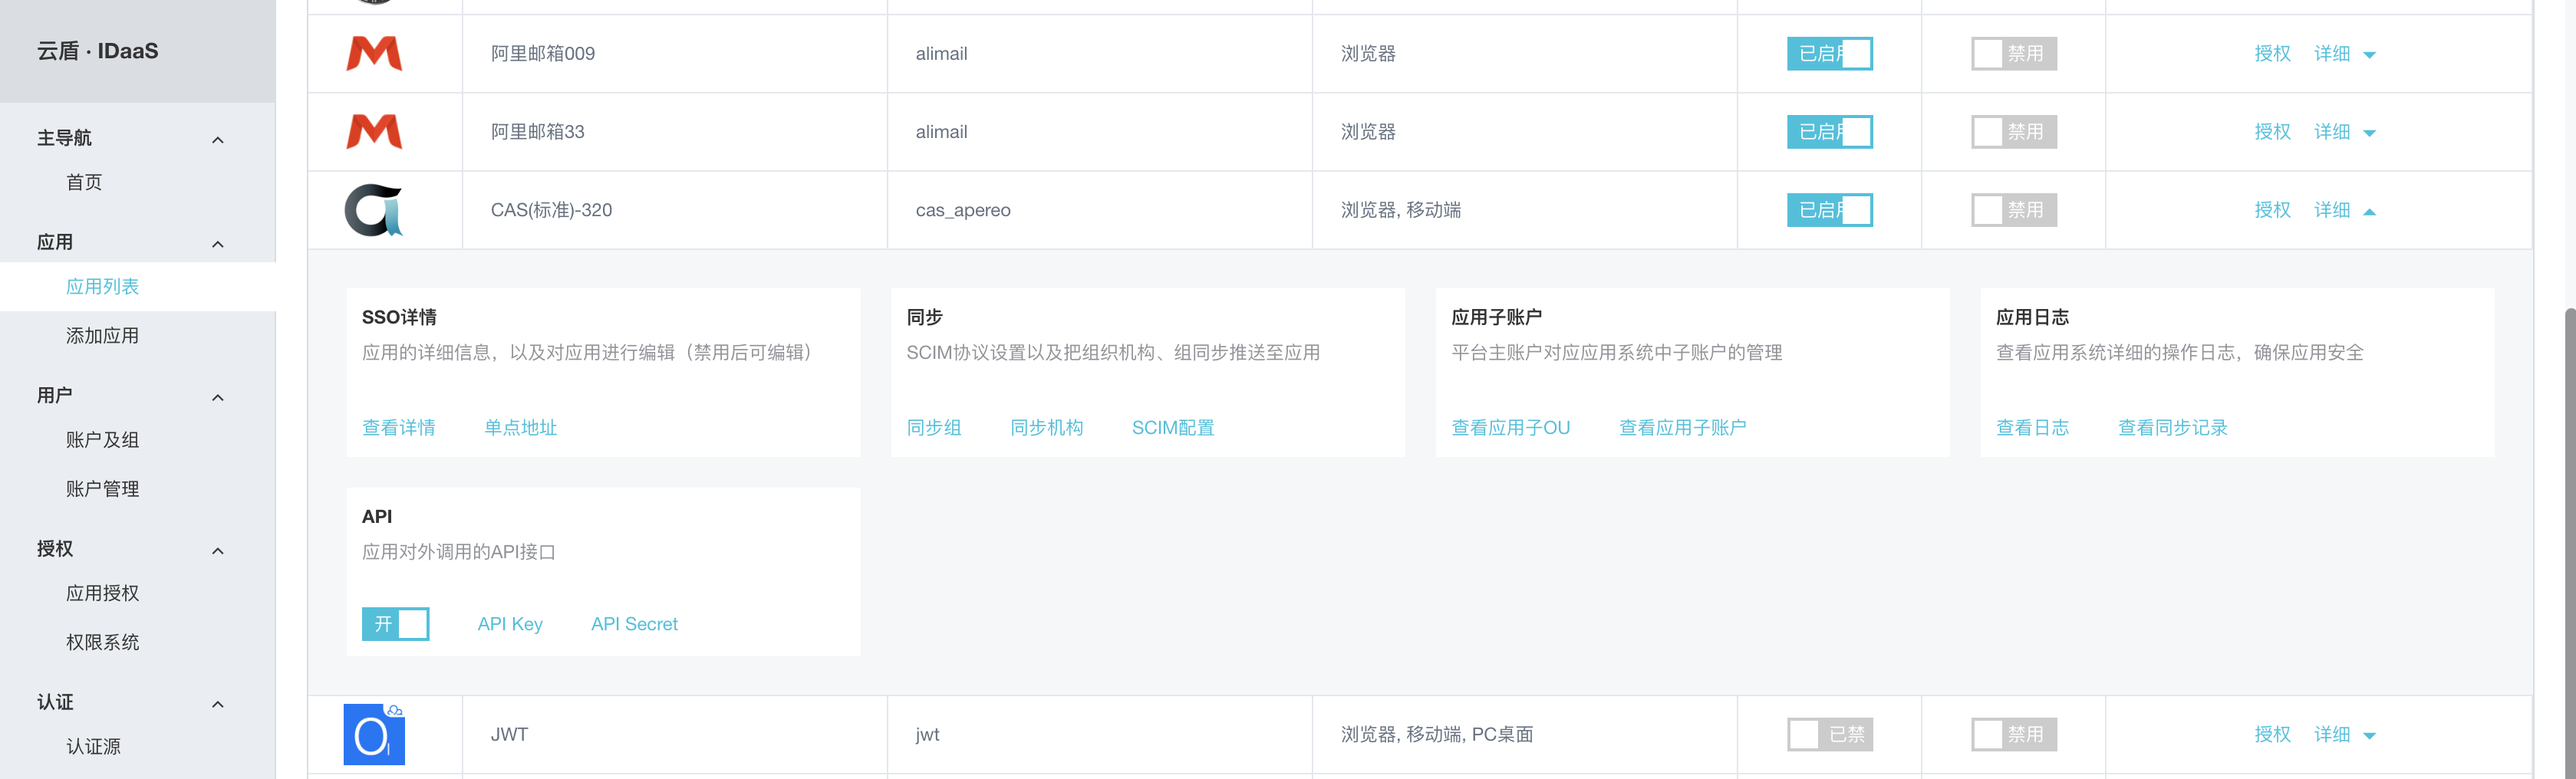 云盾 · IDaaS
主导航
首页
应用
应用列表
添加应用
用户
账户及组
账户管理
授权
应用授权
权限系统
认证
认证源
阿里邮箱009 alimail 浏览器 已启 禁用 授权 详细
阿里邮箱33 alimail 浏览器 已启 禁用 授权 详细
CAS(标准)-320 cas_apereo 浏览器, 移动端 已启 禁用 授权 详细
SSO详情
应用的详细信息，以及对应用进行编辑（禁用后可编辑）
查看详情 单点地址
同步
SCIM协议设置以及把组织机构、组同步推送至应用
同步组 同步机构 SCIM配置
应用子账户
平台主账户对应应用系统中子账户的管理
查看应用子OU 查看应用子账户
应用日志
查看应用系统详细的操作日志，确保应用安全
查看日志 查看同步记录
API
应用对外调用的API接口
开 API Key API Secret
JWT jwt 浏览器, 移动端, PC桌面 已禁 禁用 授权 详细